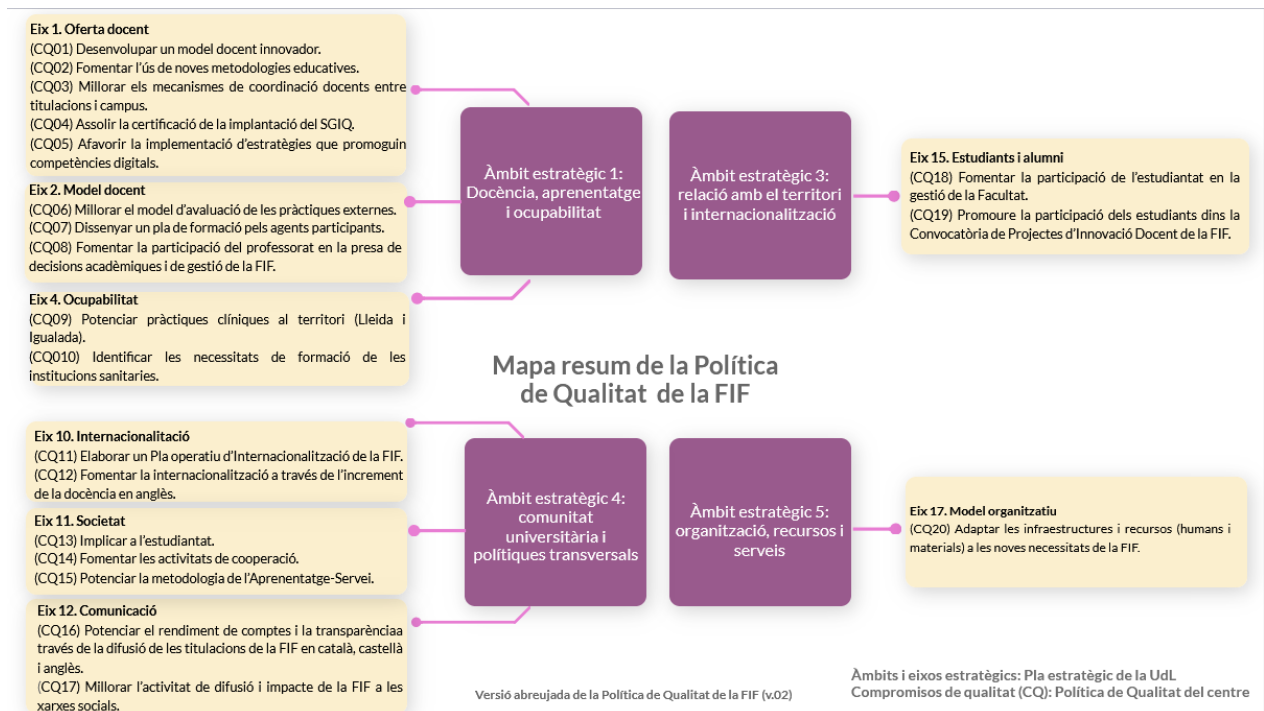 Eix 1. Oferta docent
(CQ01) Desenvolupar un model docent innovador.
(CQ02) Fomentar l'ús de noves metodologies educatives.
(CQ03) Millorar els mecanismes de coordinació docents entre
titulacions i campus.
(CQ04) Assolir la certificació de la implantació del SGIQ.
(CQ05) Afavorir la implementació d'estratègies que promoguin
competències digitals.
Eix 2. Model docent
(CQ06) Millorar el model d'avaluació de les pràctiques externes.
(CQ07) Dissenyar un pla de formació pels agents participants.
(CQ08) Fomentar la participació del professorat en la presa de
decisions acadèmiques i de gestió de la FIF.
Eix 4. Ocupabilitat
(CQ09) Potenciar pràctiques clíniques al territori (Lleida i
Igualada).
(CQ010) Identificar les necessitats de formació de les
institucions sanitaries.
Àmbit estratègic 1:
Docència, aprenentatge
i ocupabilitat
Àmbit estratègic 3:
relació amb el territori
i internacionalització
Eix 15. Estudiants i alumni
(CQ18) Fomentar la participació de l'estudiantat en la
gestió de la Facultat.
(CQ19) Promoure la participació dels estudiants dins la
Convocatòria de Projectes d'Innovació Docent de la FIF.
Mapa resum de la Política
de Qualitat de la FIF
Eix 10. Internacionalitació
(CQ11) Elaborar un Pla operatiu d'Internacionalització de la FIF.
(CQ12) Fomentar la internacionalització a través de l'increment
de la docència en anglès.
Eix 11. Societat
(CQ13) Implicar a l'estudiantat.
(CQ14) Fomentar les activitats de cooperació.
(CQ15) Potenciar la metodologia de l'Aprenentatge-Servei.
Eix 12. Comunicació
(CQ16) Potenciar el rendiment de comptes i la transparènciaa
través de la difusió de les titulacions de la FIF en català, castellà
i anglès.
(CQ17) Millorar l'activitat de difusió i impacte de la FIF a les
xarxes socials.
Àmbit estratègic 4:
comunitat
universitària i
polítiques transversals
Àmbit estratègic 5:
organització, recursos i
serveis
Eix 17. Model organitzatiu
(CQ20) Adaptar les infraestructures i recursos (humans i
materials) a les noves necessitats de la FIF.
Versió abreujada de la Política de Qualitat de la FIF (v.02)
Àmbits i eixos estratègics: Pla estratègic de la UdL
Compromisos de qualitat (CQ): Política de Qualitat del centre